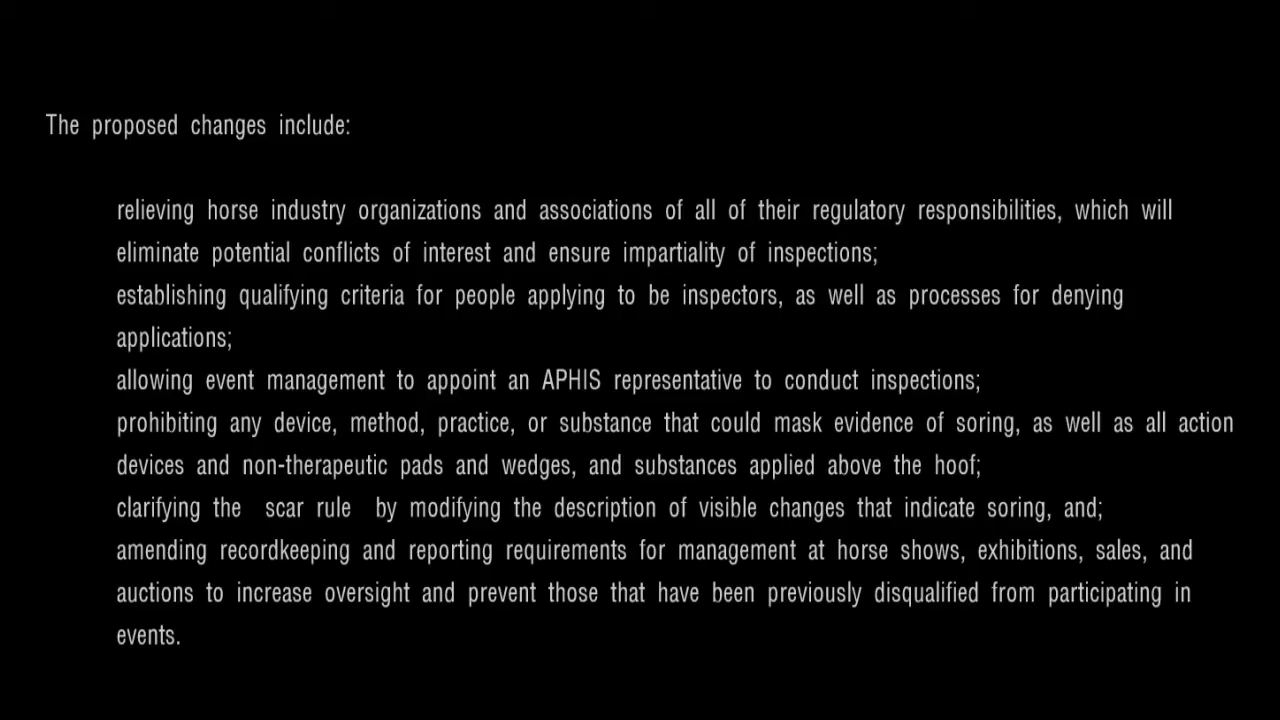 The proposed changes include:
relieving horse industry organizations and associations of all of their regulatory responsibilities, which will
eliminate potential conflicts of interest and ensure impartiality of inspections;
establishing qualifying criteria for people applying to be inspectors, as well as processes for denying
applications;
allowing event management to appoint an APHIS representative to conduct inspections;
prohibiting any device, method, practice, or substance that could mask evidence of soring, as well as all action
devices and non-therapeutic pads and wedges, and substances applied above the hoof;
clarifying the scar rule by modifying the description of visible changes that indicate soring, and;
amending recordkeeping and reporting requirements for management at horse shows, exhibitions, sales, and
auctions to increase oversight and prevent those that have been previously disqualified from participating in
events.